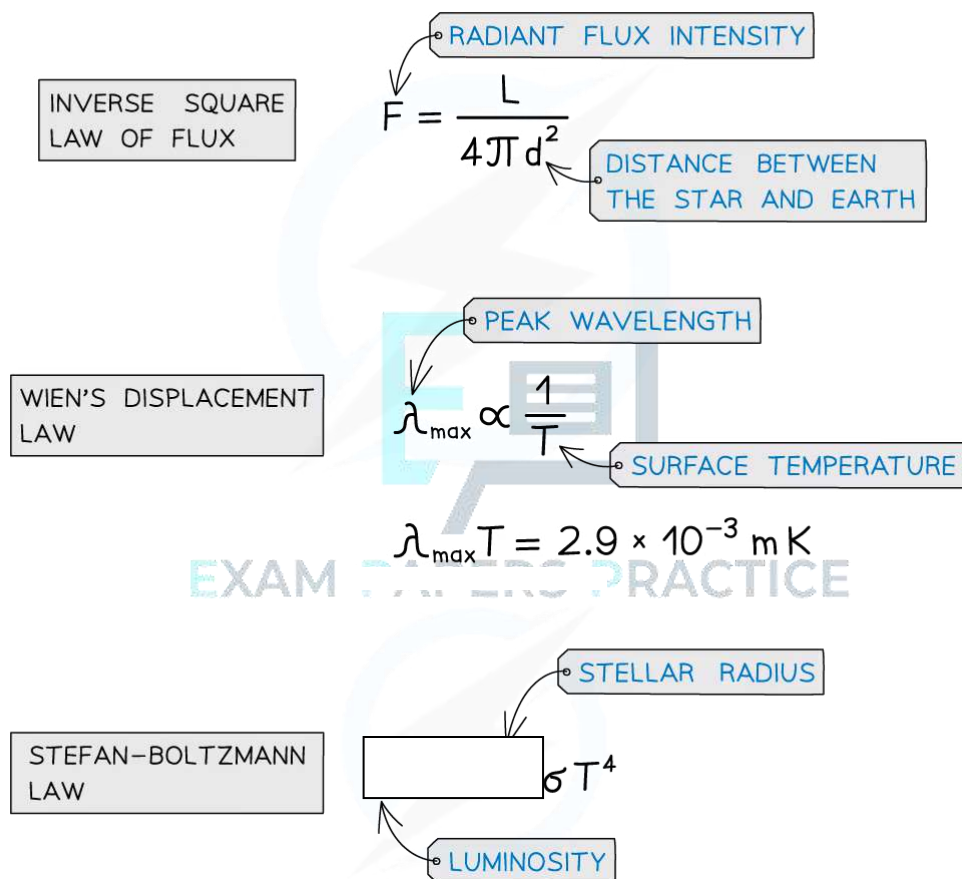 RADIANT FLUX INTENSITY
INVERSE SQUARE
LAW OF FLUX
F = L / 4πd²
DISTANCE BETWEEN
THE STAR AND EARTH
PEAK WAVELENGTH
WIEN'S DISPLACEMENT
LAW
λmax ∝ 1/T
SURFACE TEMPERATURE
λmax T = 2.9 × 10⁻³ m K
EXAM PAPERS PRACTICE
STELLAR RADIUS
STEFAN-BOLTZMANN
LAW
σT⁴
LUMINOSITY